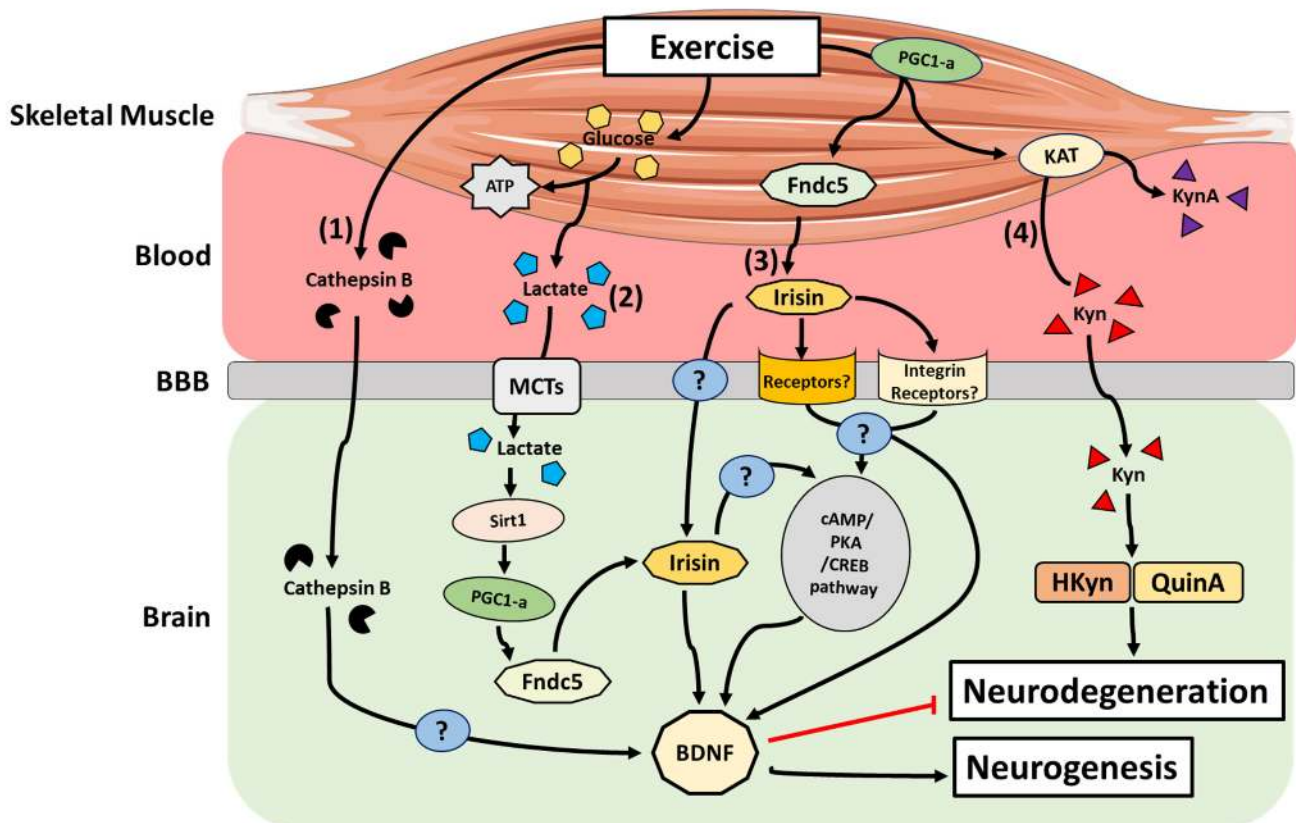 Exercise
PGC1-a
Skeletal Muscle
Glucose
ATP
Fndc5
KAT
KynA
(1)
(4)
Blood
(3)
Cathepsin B
Lactate
(2)
Irisin
Kyn
BBB
MCTs
?
Receptors?
Integrin
Receptors?
?
Lactate
?
Kyn
Sirt1
cAMP/
PKA
/CREB
pathway
Irisin
Cathepsin B
HKyn
QuinA
PGC1-a
Brain
Fndc5
Neurodegeneration
?
BDNF
Neurogenesis